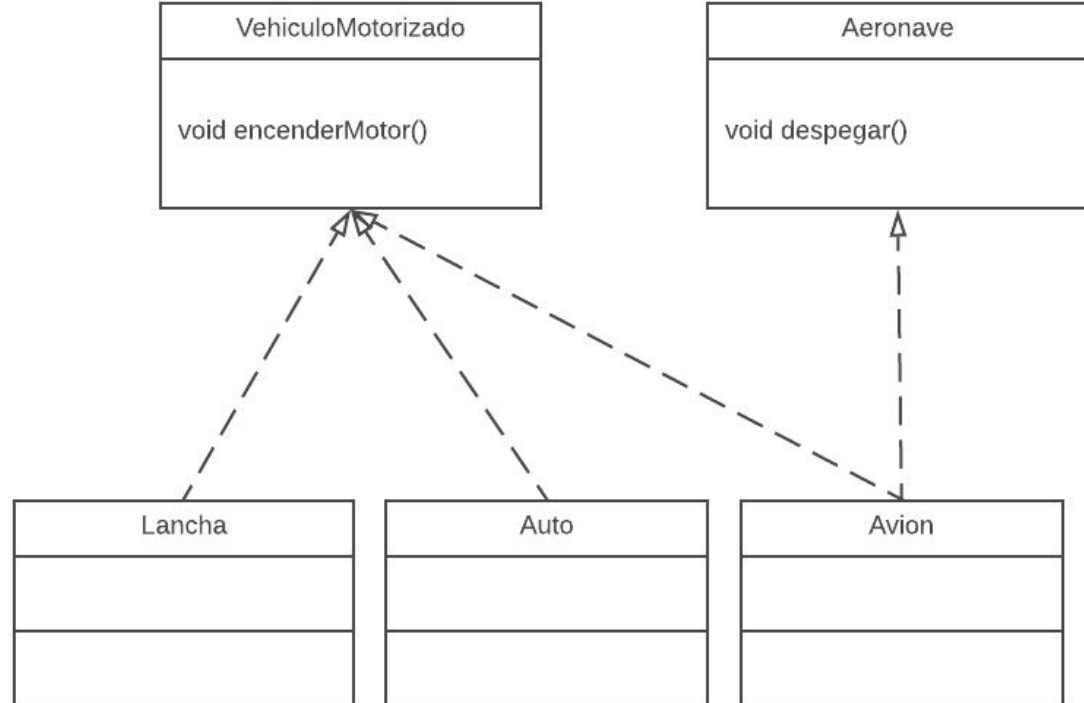 VehiculoMotorizado
void encenderMotor()
Aeronave
void despegar()
Lancha
Auto
Avion